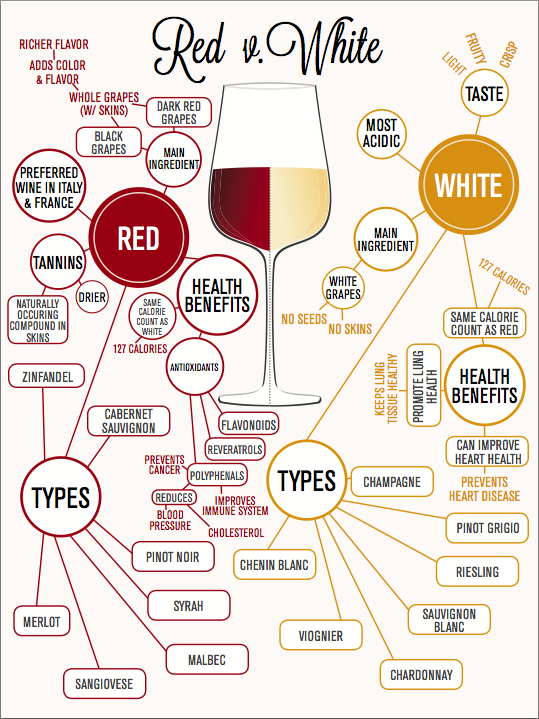 Red v. White
RICHER FLAVOR
ADDS COLOR
& FLAVOR
WHOLE GRAPES
(W/ SKINS)
DARK RED
GRAPES
BLACK
GRAPES
MAIN
INGREDIENT
PREFERRED
WINE IN ITALY
& FRANCE
RED
TANNINS
DRIER
NATURALLY
OCCURING
COMPOUND IN
SKINS
HEALTH
BENEFITS
SAME
CALORIE
COUNT AS
WHITE
127 CALORIES
ANTIOXIDANTS
FLAVONOIDS
REVERATROLS
POLYPHENALS
PREVENTS
CANCER
REDUCES
IMPROVES
IMMUNE SYSTEM
BLOOD
PRESSURE
CHOLESTEROL
ZINFANDEL
CABERNET
SAUVIGNON
TYPES
PINOT NOIR
SYRAH
MERLOT
MALBEC
SANGIOVESE
LIGHT
FRUITY
CRISP
TASTE
MOST
ACIDIC
WHITE
MAIN
INGREDIENT
WHITE
GRAPES
NO SEEDS
NO SKINS
127 CALORIES
SAME CALORIE
COUNT AS RED
HEALTH
BENEFITS
PROMOTE LUNG
HEALTH
KEEPS LUNG
TISSUE HEALTHY
CAN IMPROVE
HEART HEALTH
PREVENTS
HEART DISEASE
TYPES
CHAMPAGNE
PINOT GRIGIO
CHENIN BLANC
RIESLING
SAUVIGNON
BLANC
VIOGNIER
CHARDONNAY